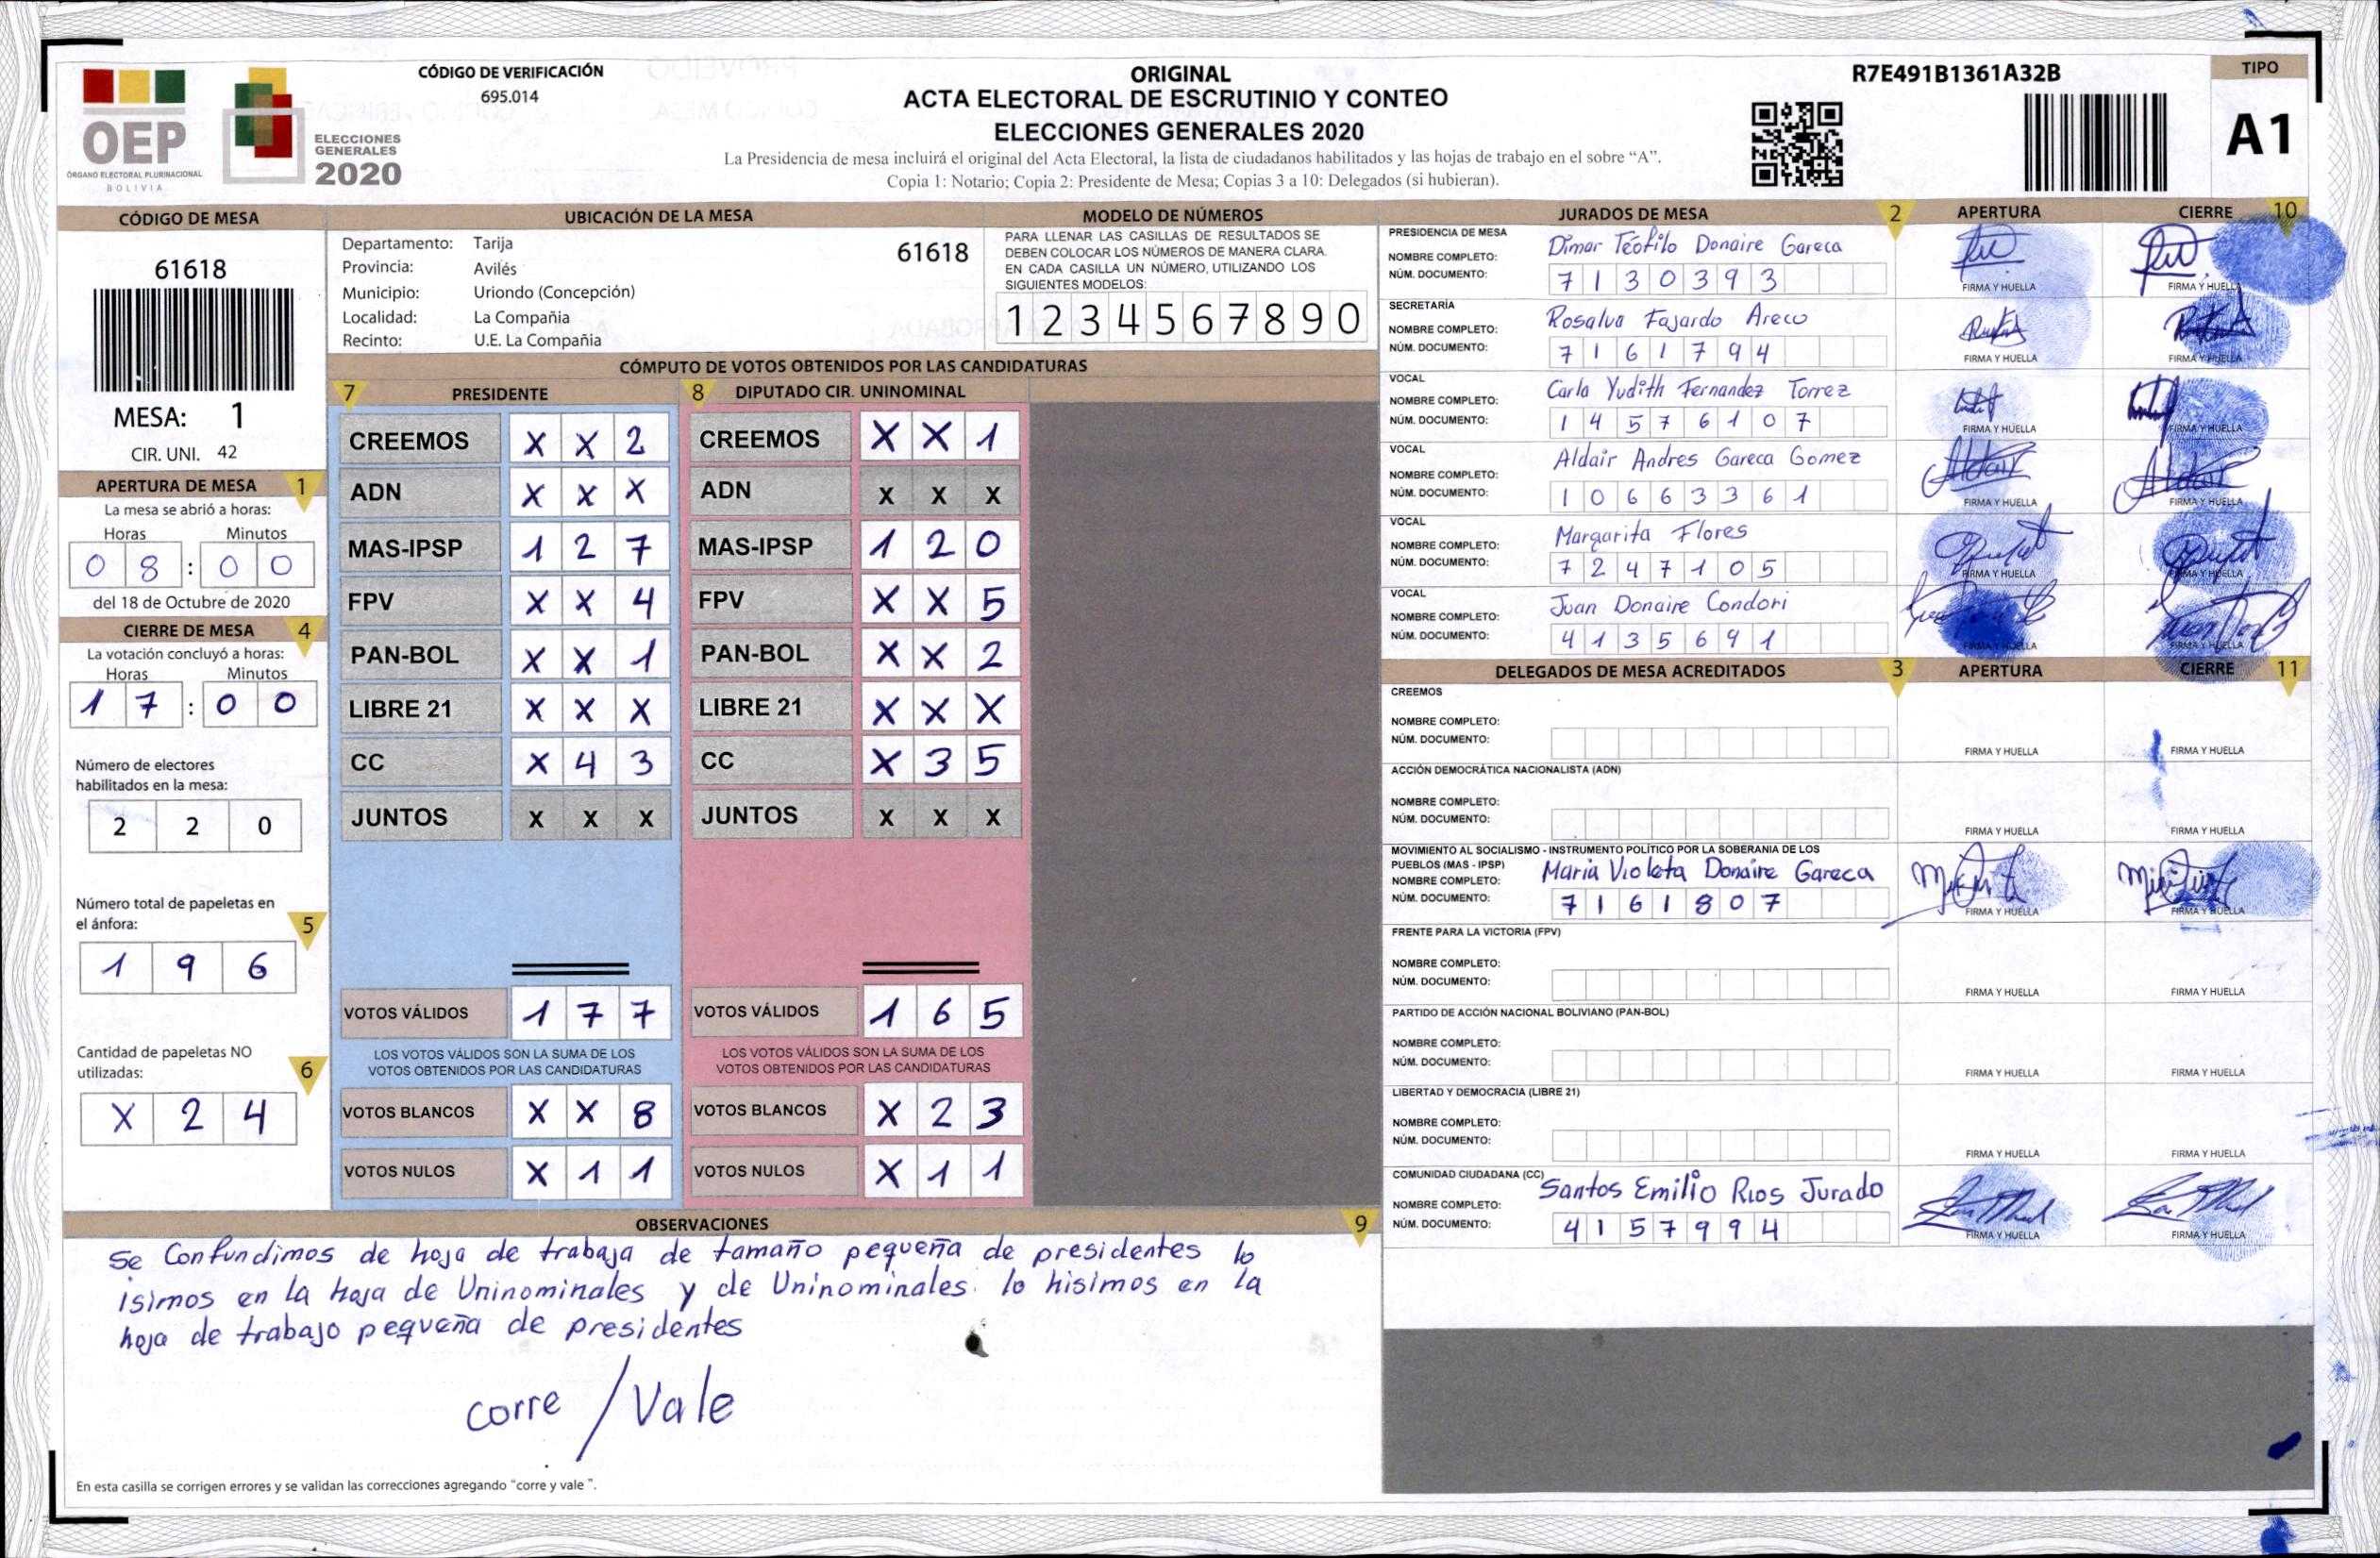 OEP
ÓRGANO ELECTORAL PLURINACIONAL
BOLIVIA
ELECCIONES
GENERALES
2020
CÓDIGO DE VERIFICACIÓN
695.014
ORIGINAL
ACTA ELECTORAL DE ESCRUTINIO Y CONTEO
ELECCIONES GENERALES 2020
La Presidencia de mesa incluirá el original del Acta Electoral, la lista de ciudadanos habilitados y las hojas de trabajo en el sobre “A”.
Copia 1: Notario; Copia 2: Presidente de Mesa; Copias 3 a 10: Delegados (si hubieran).
R7E491B1361A32B
TIPO
A1
CÓDIGO DE MESA
61618
MESA: 1
CIR. UNI. 42
APERTURA DE MESA 1
La mesa se abrió a horas:
Horas Minutos
0 8 : 0 0
del 18 de Octubre de 2020
CIERRE DE MESA 4
La votación concluyó a horas:
Horas Minutos
1 7 : 0 0
Número de electores
habilitados en la mesa:
2 2 0
Número total de papeletas en
el ánfora: 5
1 9 6
Cantidad de papeletas NO
utilizadas: 6
X 2 4
UBICACIÓN DE LA MESA
Departamento: Tarija 61618
Provincia: Avilés
Municipio: Uriondo (Concepción)
Localidad: La Compañia
Recinto: U.E. La Compañia
MODELO DE NÚMEROS
PARA LLENAR LAS CASILLAS DE RESULTADOS SE
DEBEN COLOCAR LOS NÚMEROS DE MANERA CLARA.
EN CADA CASILLA UN NÚMERO, UTILIZANDO LOS
SIGUIENTES MODELOS:
1 2 3 4 5 6 7 8 9 0
CÓMPUTO DE VOTOS OBTENIDOS POR LAS CANDIDATURAS
7 PRESIDENTE
CREEMOS X X 2
ADN X X X
MAS-IPSP 1 2 7
FPV X X 4
PAN-BOL X X 1
LIBRE 21 X X X
CC X 4 3
JUNTOS X X X
VOTOS VÁLIDOS 1 7 7
LOS VOTOS VÁLIDOS SON LA SUMA DE LOS
VOTOS OBTENIDOS POR LAS CANDIDATURAS
VOTOS BLANCOS X X 8
VOTOS NULOS X 1 1
8 DIPUTADO CIR. UNINOMINAL
CREEMOS X X 1
ADN X X X
MAS-IPSP 1 2 0
FPV X X 5
PAN-BOL X X 2
LIBRE 21 X X X
CC X 3 5
JUNTOS X X X
VOTOS VÁLIDOS 1 6 5
LOS VOTOS VÁLIDOS SON LA SUMA DE LOS
VOTOS OBTENIDOS POR LAS CANDIDATURAS
VOTOS BLANCOS X 2 3
VOTOS NULOS X 1 1
OBSERVACIONES 9
Se Confundimos de hoja de trabaja de tamaño pequeña de presidentes lo
isimos en la hoja de Uninominales y de Uninominales. lo hisimos en la
hoja de trabajo pequeña de presidentes
corre / Vale
En esta casilla se corrigen errores y se validan las correcciones agregando “corre y vale ”.
JURADOS DE MESA 2 APERTURA CIERRE 10
PRESIDENCIA DE MESA
NOMBRE COMPLETO: Dimar Teófilo Donaire Gareca
NÚM. DOCUMENTO: 7 1 3 0 3 9 3
FIRMA Y HUELLA FIRMA Y HUELLA
SECRETARÍA
NOMBRE COMPLETO: Rosalva Fajardo Areco
NÚM. DOCUMENTO: 7 1 6 1 7 9 4
FIRMA Y HUELLA FIRMA Y HUELLA
VOCAL
NOMBRE COMPLETO: Carla Yudith Fernandez Torrez
NÚM. DOCUMENTO: 1 4 5 7 6 1 0 7
FIRMA Y HUELLA FIRMA Y HUELLA
VOCAL
NOMBRE COMPLETO: Aldair Andres Gareca Gomez
NÚM. DOCUMENTO: 1 0 6 6 3 3 6 1
FIRMA Y HUELLA FIRMA Y HUELLA
VOCAL
NOMBRE COMPLETO: Margarita Flores
NÚM. DOCUMENTO: 7 2 4 7 1 0 5
FIRMA Y HUELLA FIRMA Y HUELLA
VOCAL
NOMBRE COMPLETO: Juan Donaire Condori
NÚM. DOCUMENTO: 4 1 3 5 6 9 1
FIRMA Y HUELLA FIRMA Y HUELLA
DELEGADOS DE MESA ACREDITADOS 3 APERTURA CIERRE 11
CREEMOS
NOMBRE COMPLETO:
NÚM. DOCUMENTO:
FIRMA Y HUELLA FIRMA Y HUELLA
ACCIÓN DEMOCRÁTICA NACIONALISTA (ADN)
NOMBRE COMPLETO:
NÚM. DOCUMENTO:
FIRMA Y HUELLA FIRMA Y HUELLA
MOVIMIENTO AL SOCIALISMO - INSTRUMENTO POLÍTICO POR LA SOBERANIA DE LOS
PUEBLOS (MAS - IPSP)
NOMBRE COMPLETO: Maria Violeta Donaire Gareca
NÚM. DOCUMENTO: 7 1 6 1 8 0 7
FIRMA Y HUELLA FIRMA Y HUELLA
FRENTE PARA LA VICTORIA (FPV)
NOMBRE COMPLETO:
NÚM. DOCUMENTO:
FIRMA Y HUELLA FIRMA Y HUELLA
PARTIDO DE ACCIÓN NACIONAL BOLIVIANO (PAN-BOL)
NOMBRE COMPLETO:
NÚM. DOCUMENTO:
FIRMA Y HUELLA FIRMA Y HUELLA
LIBERTAD Y DEMOCRACIA (LIBRE 21)
NOMBRE COMPLETO:
NÚM. DOCUMENTO:
FIRMA Y HUELLA FIRMA Y HUELLA
COMUNIDAD CIUDADANA (CC)
NOMBRE COMPLETO: Santos Emilio Rios Jurado
NÚM. DOCUMENTO: 4 1 5 7 9 9 4
FIRMA Y HUELLA FIRMA Y HUELLA